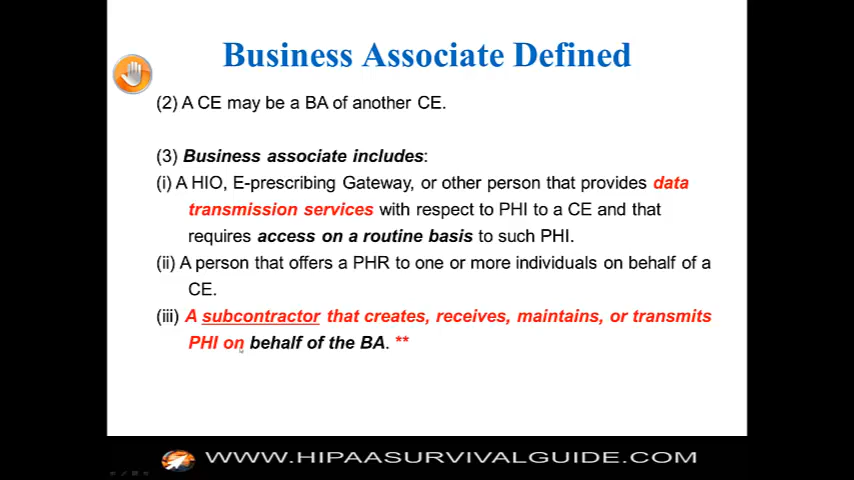 Business Associate Defined
(2) A CE may be a BA of another CE.
(3) Business associate includes:
(i) A HIO, E-prescribing Gateway, or other person that provides data
transmission services with respect to PHI to a CE and that
requires access on a routine basis to such PHI.
(ii) A person that offers a PHR to one or more individuals on behalf of a
CE.
(iii) A subcontractor that creates, receives, maintains, or transmits
PHI on behalf of the BA. **
WWW.HIPAASURVIVALGUIDE.COM